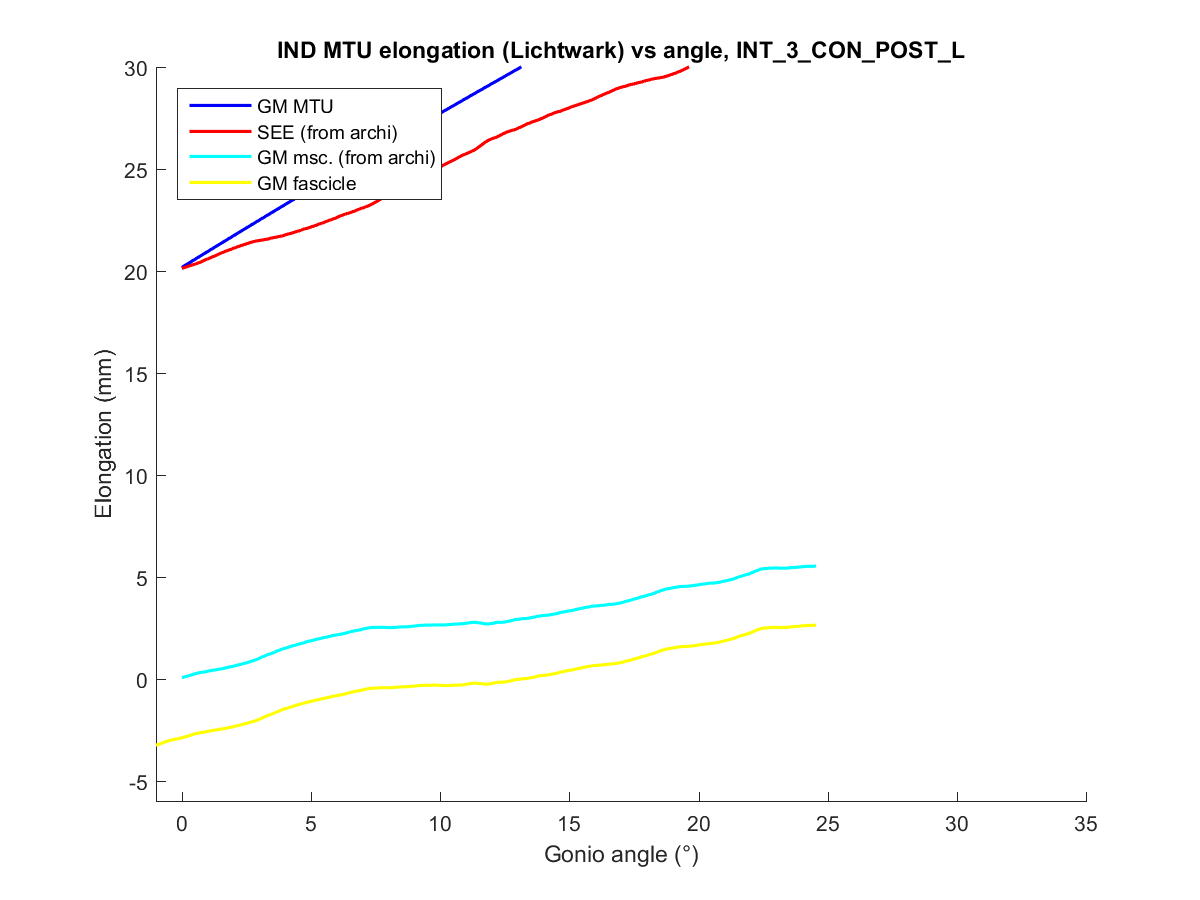 IND MTU elongation (Lichtwark) vs angle, INT_3_CON_POST_L
30
25
20
15
10
5
0
-5
Elongation (mm)
GM MTU
SEE (from archi)
GM msc. (from archi)
GM fascicle
0 5 10 15 20 25 30 35
Gonio angle (°)